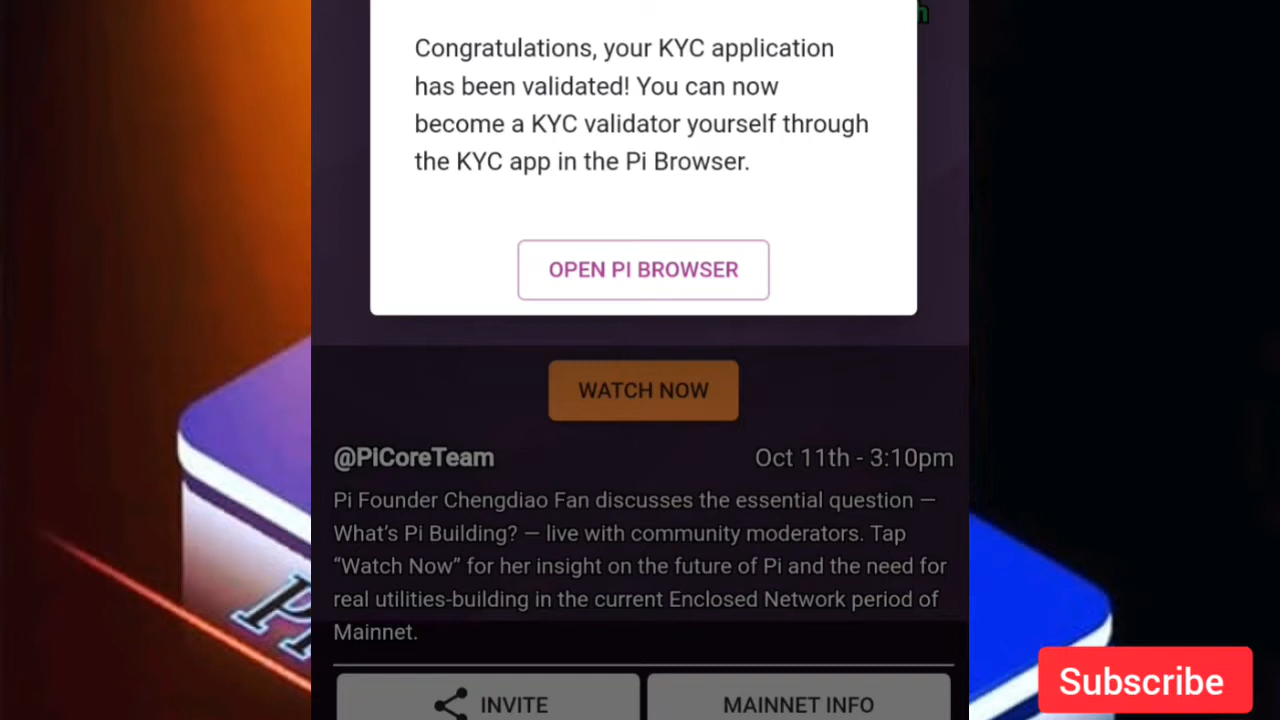 Congratulations, your KYC application
has been validated! You can now
become a KYC validator yourself through
the KYC app in the Pi Browser.
OPEN PI BROWSER
WATCH NOW
@PiCoreTeam Oct 11th - 3:10pm
Pi Founder Chengdiao Fan discusses the essential question —
What’s Pi Building? — live with community moderators. Tap
“Watch Now” for her insight on the future of Pi and the need for
real utilities-building in the current Enclosed Network period of
Mainnet.
INVITE MAINNET INFO
Subscribe